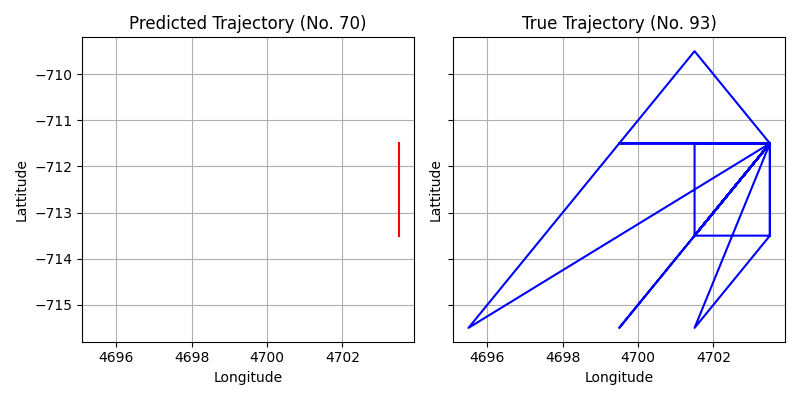 Predicted Trajectory (No. 70)
True Trajectory (No. 93)
−710
−711
−712
−713
−714
−715
Lattitude
Lattitude
4696
4698
4700
4702
4696
4698
4700
4702
Longitude
Longitude